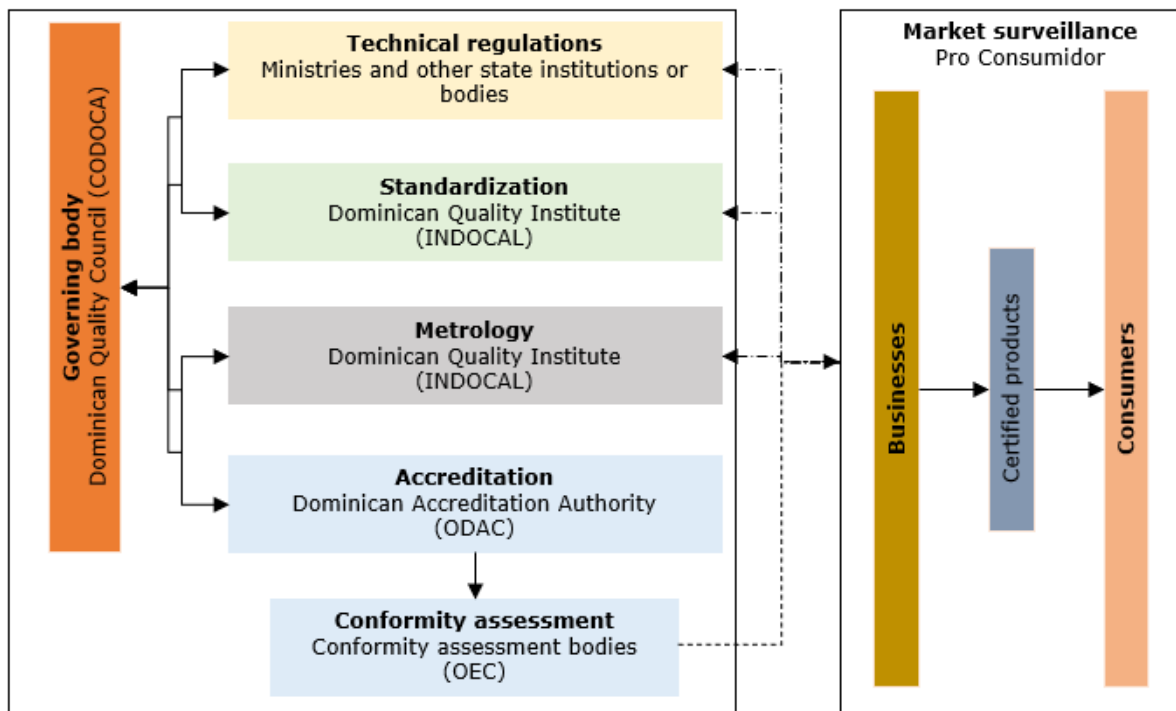 Governing body
Dominican Quality Council (CODOCA)
Technical regulations
Ministries and other state institutions or
bodies
Standardization
Dominican Quality Institute
(INDOCAL)
Metrology
Dominican Quality Institute
(INDOCAL)
Accreditation
Dominican Accreditation Authority
(ODAC)
Conformity assessment
Conformity assessment bodies
(OEC)
Market surveillance
Pro Consumidor
Businesses
Certified products
Consumers